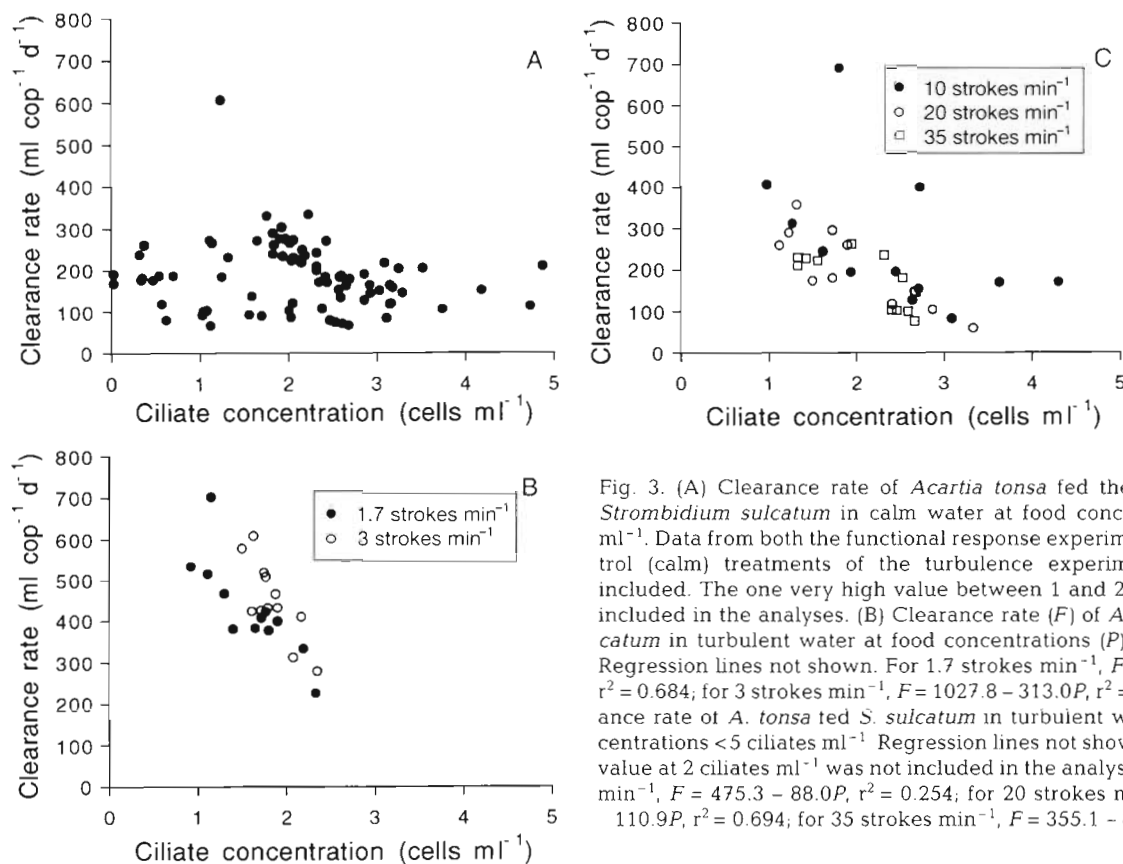 A
Clearance rate (ml cop⁻¹ d⁻¹)
800
700
600
500
400
300
200
100
0
0 1 2 3 4 5
Ciliate concentration (cells ml⁻¹)
C
Clearance rate (ml cop⁻¹ d⁻¹)
800
700
600
500
400
300
200
100
0
10 strokes min⁻¹
20 strokes min⁻¹
35 strokes min⁻¹
0 1 2 3 4 5
Ciliate concentration (cells ml⁻¹)
B
Clearance rate (ml cop⁻¹ d⁻¹)
800
700
600
500
400
300
200
100
0
1.7 strokes min⁻¹
3 strokes min⁻¹
0 1 2 3 4 5
Ciliate concentration (cells ml⁻¹)
Fig. 3. (A) Clearance rate of Acartia tonsa fed the
Strombidium sulcatum in calm water at food conc
ml⁻¹. Data from both the functional response experim
trol (calm) treatments of the turbulence experim
included. The one very high value between 1 and 2
included in the analyses. (B) Clearance rate (F) of A
catum in turbulent water at food concentrations (P)
Regression lines not shown. For 1.7 strokes min⁻¹, F
r² = 0.684; for 3 strokes min⁻¹, F = 1027.8 – 313.0P, r² =
ance rate of A. tonsa fed S. sulcatum in turbulent w
centrations <5 ciliates ml⁻¹ Regression lines not show
value at 2 ciliates ml⁻¹ was not included in the analys
min⁻¹, F = 475.3 – 88.0P, r² = 0.254; for 20 strokes m
110.9P, r² = 0.694; for 35 strokes min⁻¹, F = 355.1 –